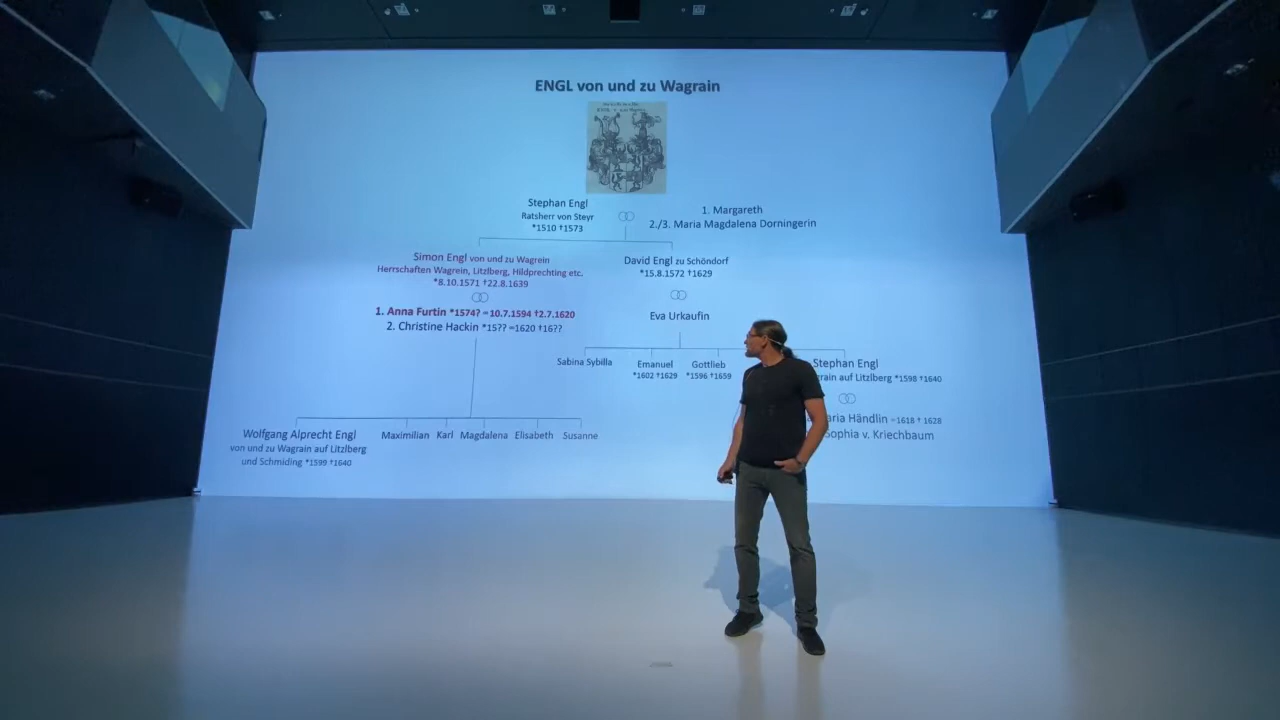 ENGL von und zu Wagrain
Stephan Engl
Ratsherr von Steyr
*1510 †1573
1. Margareth
2./3. Maria Magdalena Dorningerin
Simon Engl von und zu Wagrain
Herrschaften Wagrein, Litzlberg, Hildprechting etc.
*8.10.1571 †22.8.1639
David Engl zu Schöndorf
*15.8.1572 †1629
1. Anna Furtin *1574? =10.7.1594 †2.7.1620
2. Christine Hackin *15?? =1620 †16??
Eva Urkaufin
Sabina Sybilla
Emanuel
*1602 †1629
Gottlieb
*1596 †1659
Stephan Engl
auf Litzlberg *1598 †1640
Händlin =1618 †1628
Sophia v. Kriechbaum
Wolfgang Alprecht Engl
von und zu Wagrain auf Litzlberg
und Schmiding *1599 †1640
Maximilian
Karl
Magdalena
Elisabeth
Susanne